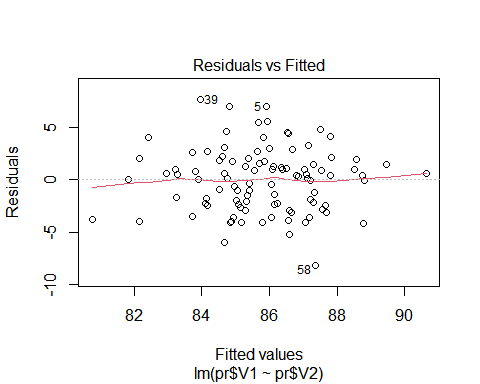 Residuals vs Fitted
39
5
58
5
0
-5
-10
Residuals
82 84 86 88 90
Fitted values
lm(pr$V1 ~ pr$V2)